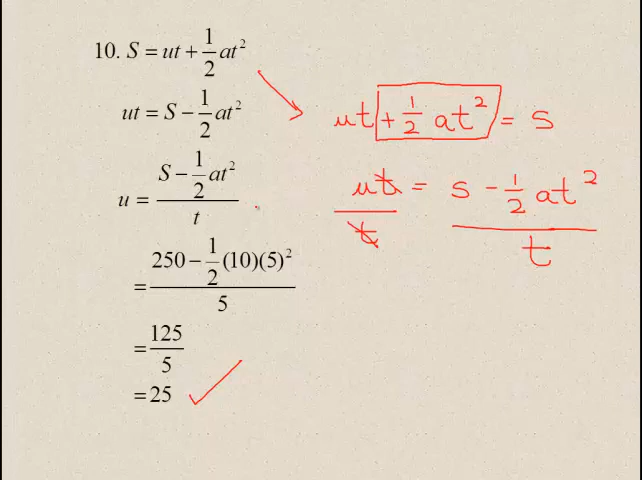 10. S = ut + 1/2 at²
ut = S − 1/2 at²
u = (S − 1/2 at²)/t
= (250 − 1/2 (10)(5)²)/5
= 125/5
= 25
ut + 1/2 at² = s
ut/t = (s − 1/2 at²)/t